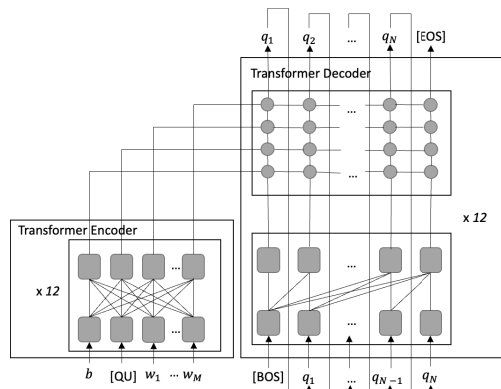 q1 q2 ... qN [EOS]
Transformer Decoder
...
...
x 12
Transformer Encoder
x 12
...
...
b [QU] w1 ... wM [BOS] q1 ... qN−1 qN